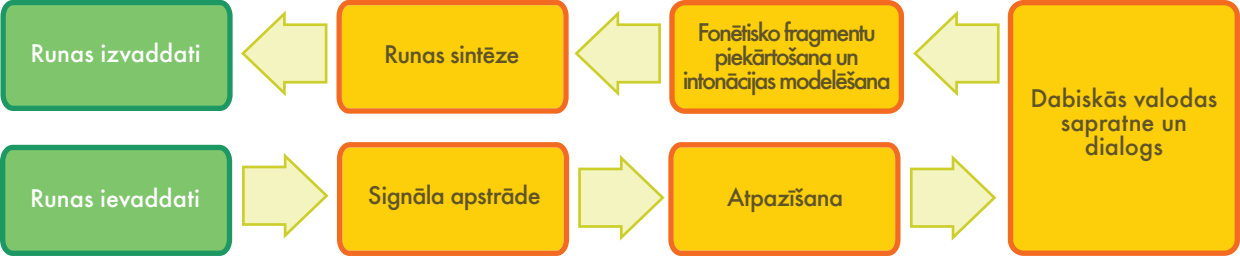 Runas izvaddati
Runas sintēze
Fonētisko fragmentu
piekārtošana un
intonācijas modelēšana
Dabiskās valodas
sapratne un
dialogs
Runas ievaddati
Signāla apstrāde
Atpazīšana